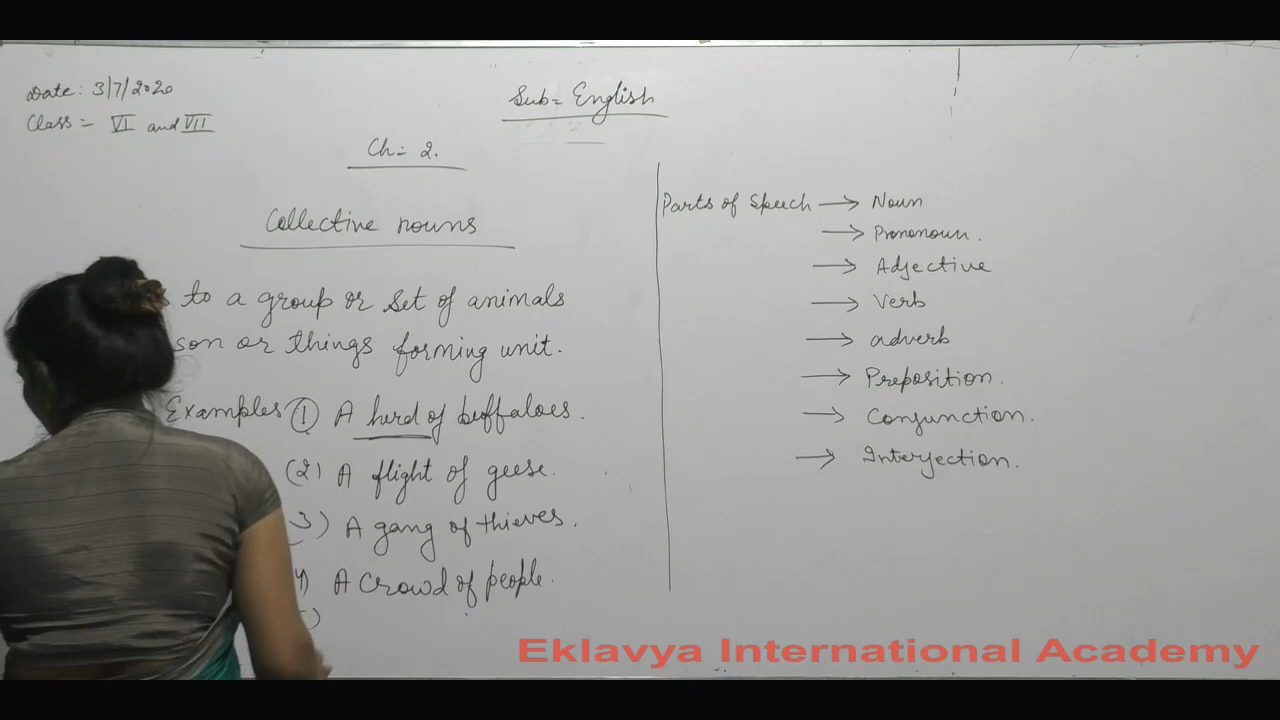 Date: 3/7/2020
Class = VI and VII
Sub = English
Ch = 2.
Collective nouns
to a group or set of animals
son or things forming unit.
Examples (1) A herd of buffaloes.
(2) A flight of geese.
3) A gang of thieves.
4) A Crowd of people.
)
Parts of Speech → Noun
→ Prononoun.
→ Adjective
→ Verb
→ adverb
→ Preposition.
→ Conjunction.
→ Interjection.
Eklavya International Academy